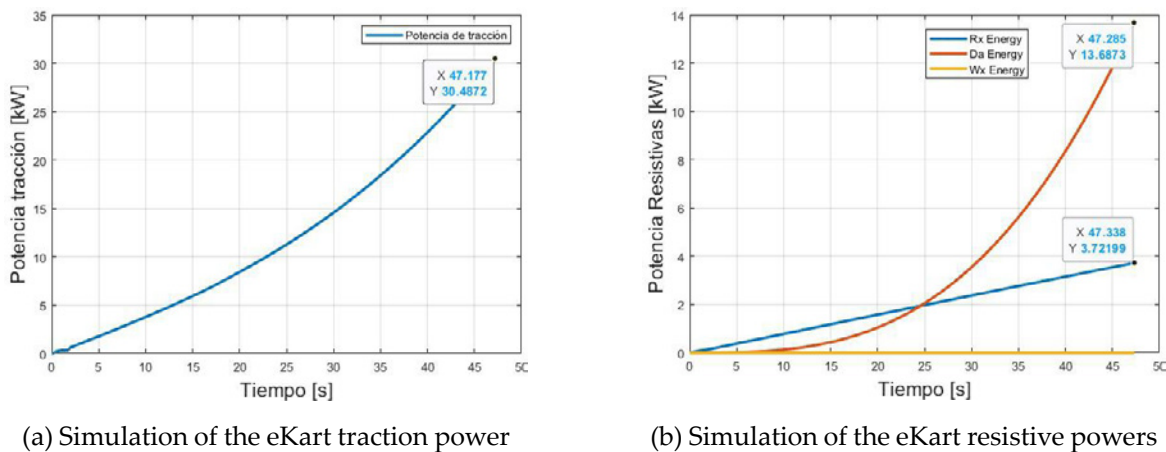 35
30
25
20
15
10
5
0
Potencia tracción [kW]
Potencia de tracción
X 47.177
Y 30.4872
0 5 10 15 20 25 30 35 40 45 50
Tiempo [s]
(a) Simulation of the eKart traction power
14
12
10
8
6
4
2
0
Potencia Resistivas [kW]
Rx Energy
Da Energy
Wx Energy
X 47.285
Y 13.6873
X 47.338
Y 3.72199
0 5 10 15 20 25 30 35 40 45 50
Tiempo [s]
(b) Simulation of the eKart resistive powers